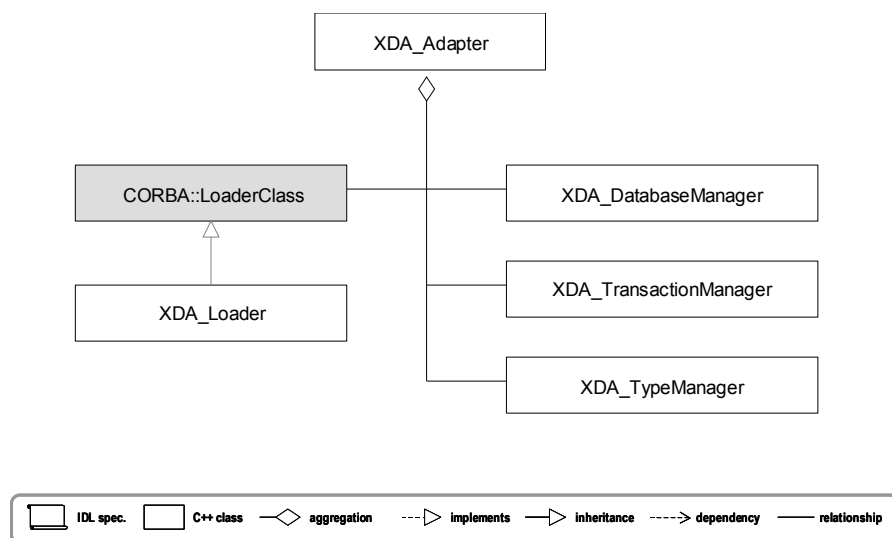 XDA_Adapter
CORBA::LoaderClass
XDA_DatabaseManager
XDA_Loader
XDA_TransactionManager
XDA_TypeManager
IDL spec.
C++ class
aggregation
implements
inheritance
dependency
relationship